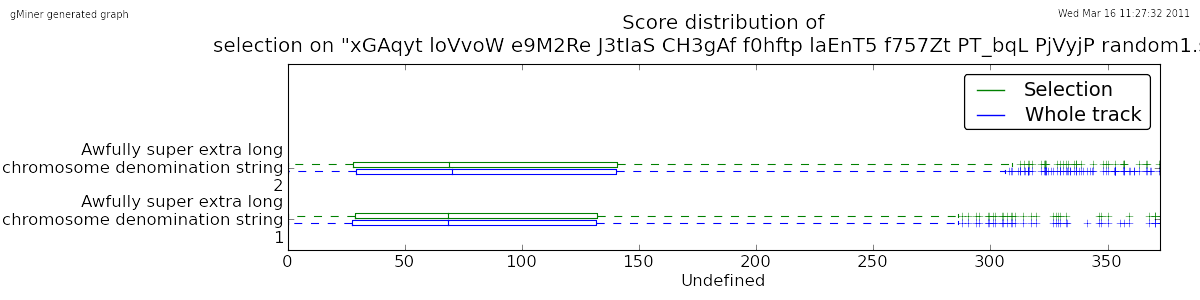 gMiner generated graph
Wed Mar 16 11:27:32 2011
Score distribution of
selection on "xGAqyt loVvoW e9M2Re J3tIaS CH3gAf f0hftp laEnT5 f757Zt PT_bqL PjVyjP random1.s
Selection
Whole track
Awfully super extra long
chromosome denomination string
2
Awfully super extra long
chromosome denomination string
1
0 50 100 150 200 250 300 350
Undefined